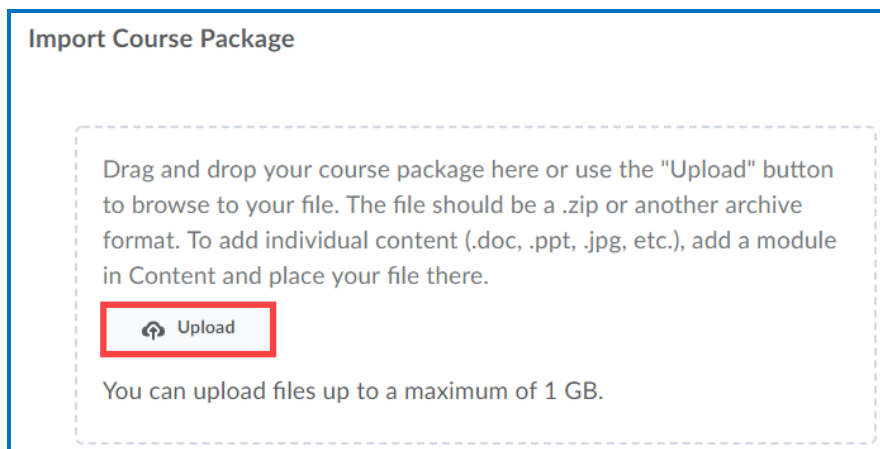 Import Course Package
Drag and drop your course package here or use the "Upload" button
to browse to your file. The file should be a .zip or another archive
format. To add individual content (.doc, .ppt, .jpg, etc.), add a module
in Content and place your file there.
Upload
You can upload files up to a maximum of 1 GB.